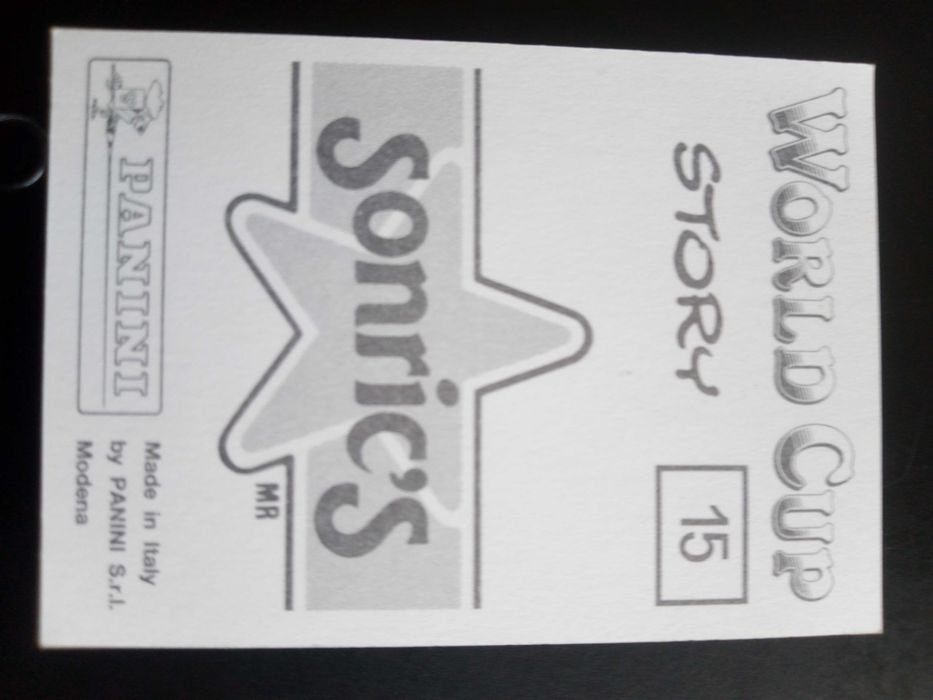 WORLD CUP
STORY
15
Sonric'S
MR
PANINI
Made in Italy
by PANINI S.r.l.
Modena